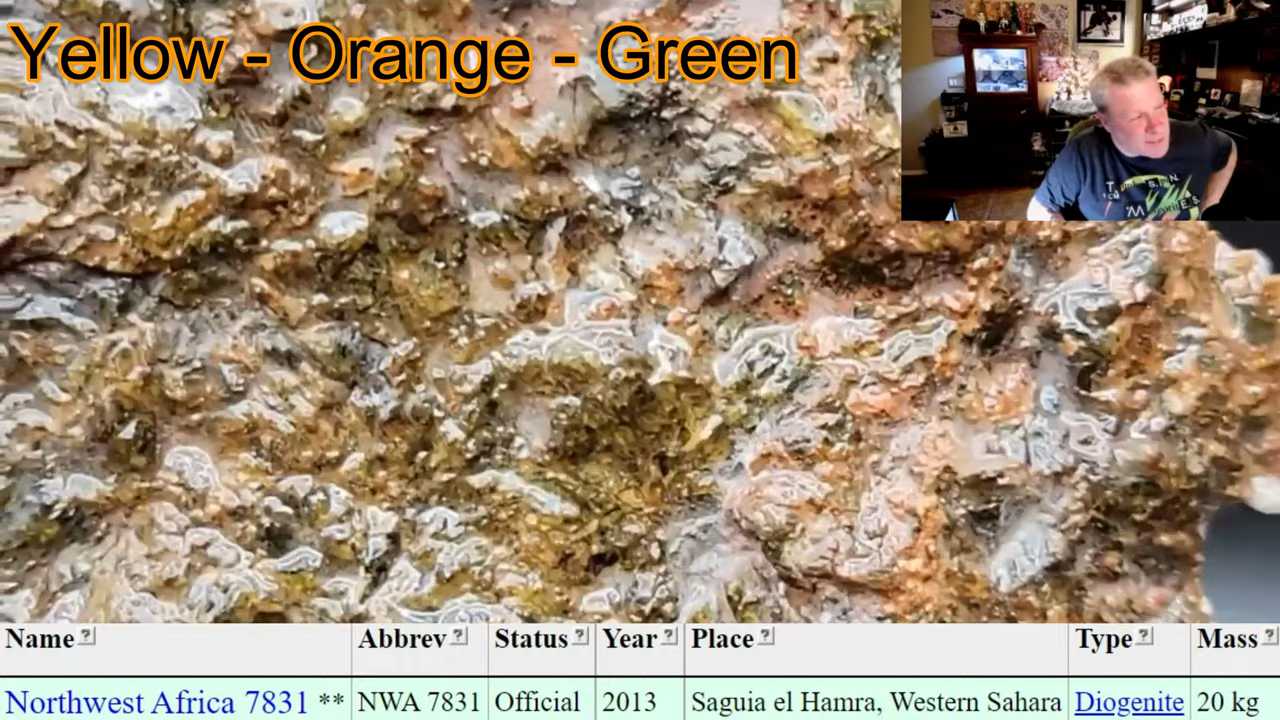 Yellow - Orange - Green
Name ? Abbrev ? Status ? Year ? Place ? Type ? Mass ?
Northwest Africa 7831 ** NWA 7831 Official 2013 Saguia el Hamra, Western Sahara Diogenite 20 kg